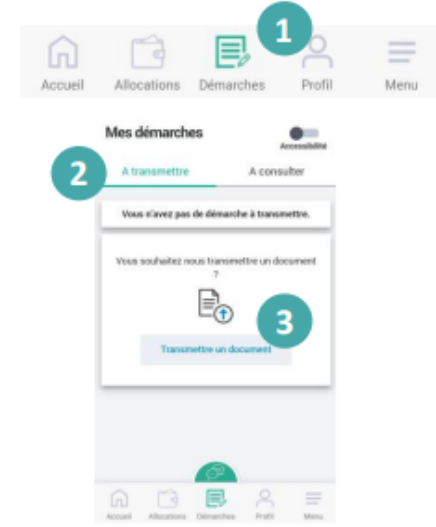 1
Accueil Allocations Démarches Profil Menu
Mes démarches
Accessibilité
2
A transmettre A consulter
Vous n'avez pas de démarche à transmettre.
Vous souhaitez nous transmettre un document
?
3
Transmettre un document
Accueil Allocations Démarches Profil Menu